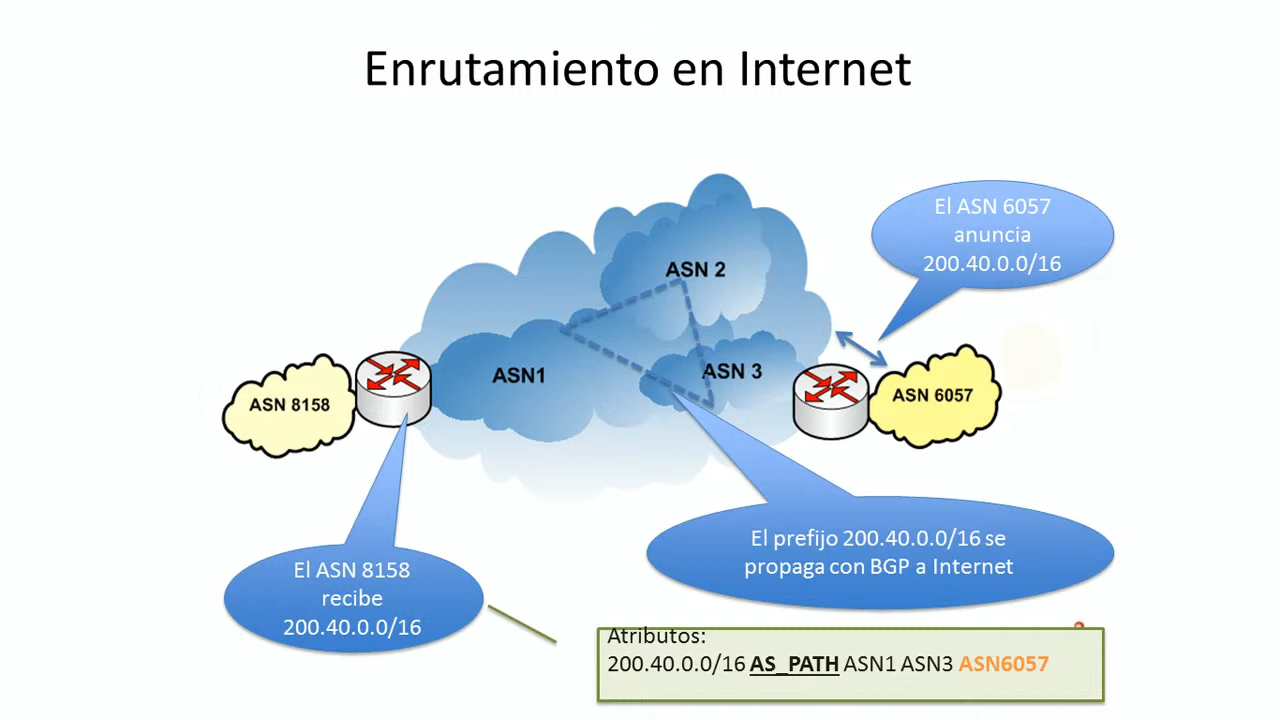 Enrutamiento en Internet
El ASN 6057
anuncia
200.40.0.0/16
ASN 2
ASN1
ASN 3
ASN 8158
ASN 6057
El prefijo 200.40.0.0/16 se
propaga con BGP a Internet
El ASN 8158
recibe
200.40.0.0/16
Atributos:
200.40.0.0/16 AS_PATH ASN1 ASN3 ASN6057